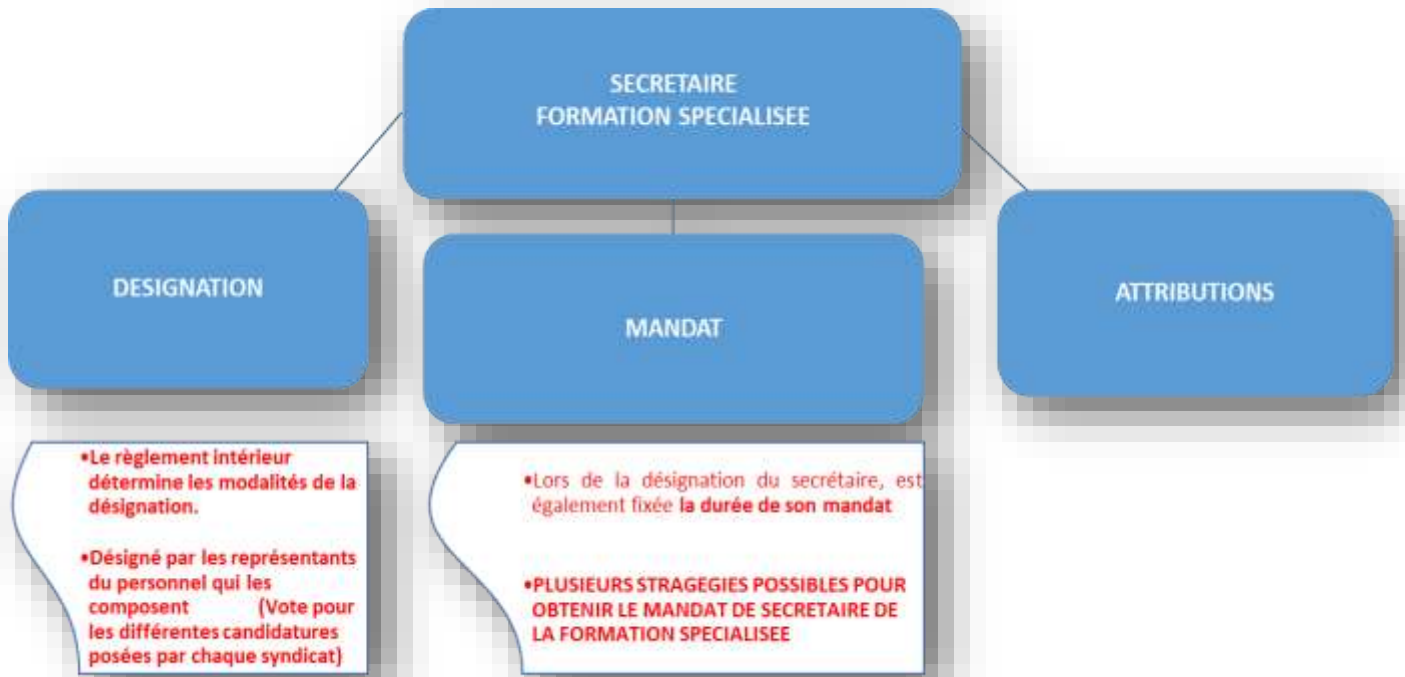 SECRETAIRE
FORMATION SPECIALISEE
DESIGNATION
MANDAT
ATTRIBUTIONS
•Le règlement intérieur
détermine les modalités de la
désignation.
•Désigné par les représentants
du personnel qui les
composent (Vote pour
les différentes candidatures
posées par chaque syndicat)
•Lors de la désignation du secrétaire, est
également fixée la durée de son mandat
•PLUSIEURS STRAGEGIES POSSIBLES POUR
OBTENIR LE MANDAT DE SECRETAIRE DE
LA FORMATION SPECIALISEE